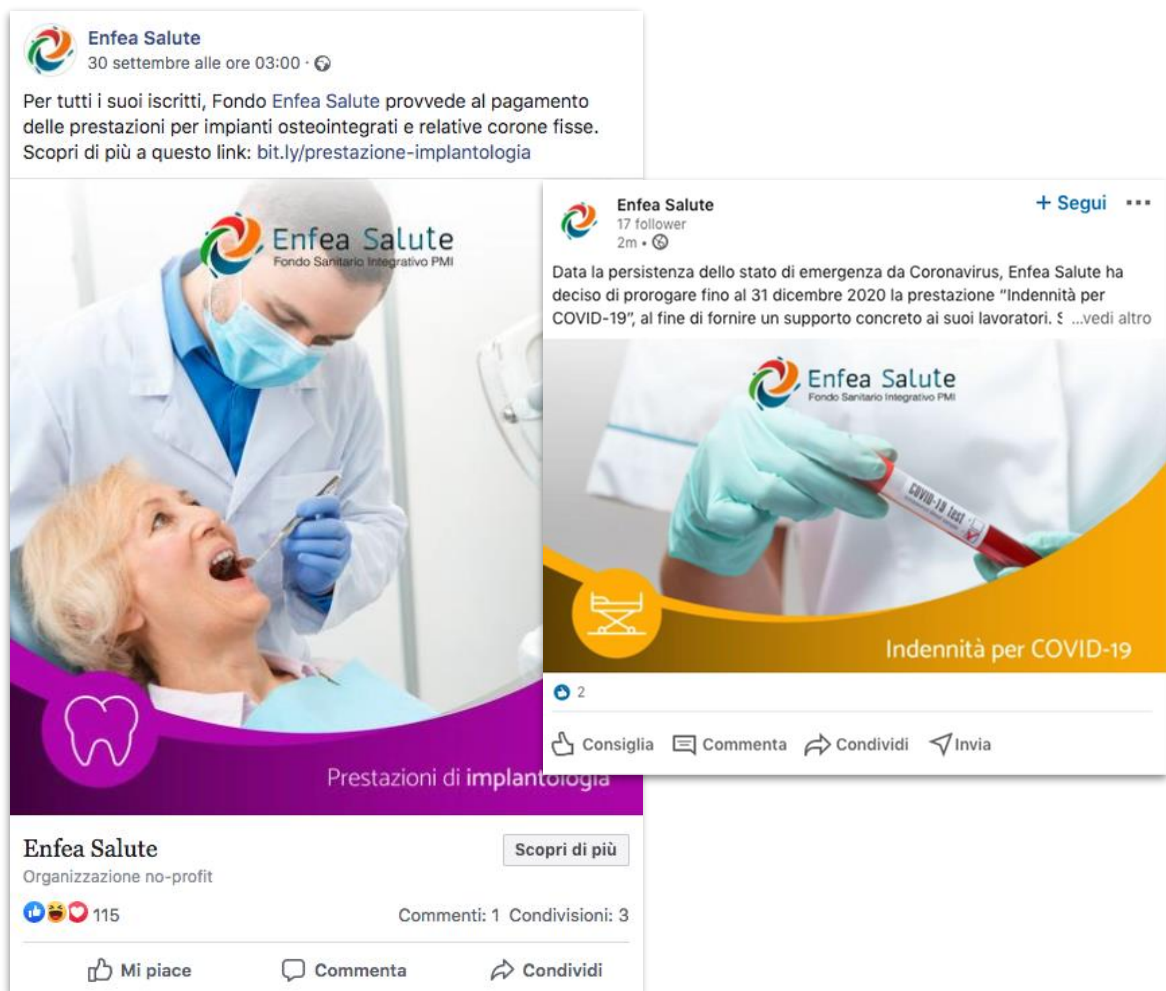 Enfea Salute
30 settembre alle ore 03:00 ·
Per tutti i suoi iscritti, Fondo Enfea Salute provvede al pagamento
delle prestazioni per impianti osteointegrati e relative corone fisse.
Scopri di più a questo link: bit.ly/prestazione-implantologia
Enfea Salute
Fondo Sanitario Integrativo PMI
Prestazioni di implantologia
Enfea Salute
Organizzazione no-profit
Scopri di più
115
Commenti: 1 Condivisioni: 3
Mi piace Commenta Condividi
Enfea Salute
17 follower
2m •
+ Segui
Data la persistenza dello stato di emergenza da Coronavirus, Enfea Salute ha
deciso di prorogare fino al 31 dicembre 2020 la prestazione “Indennità per
COVID-19”, al fine di fornire un supporto concreto ai suoi lavoratori. ...vedi altro
Enfea Salute
Fondo Sanitario Integrativo PMI
COVID-19 Test
Indennità per COVID-19
2
Consiglia Commenta Condividi Invia